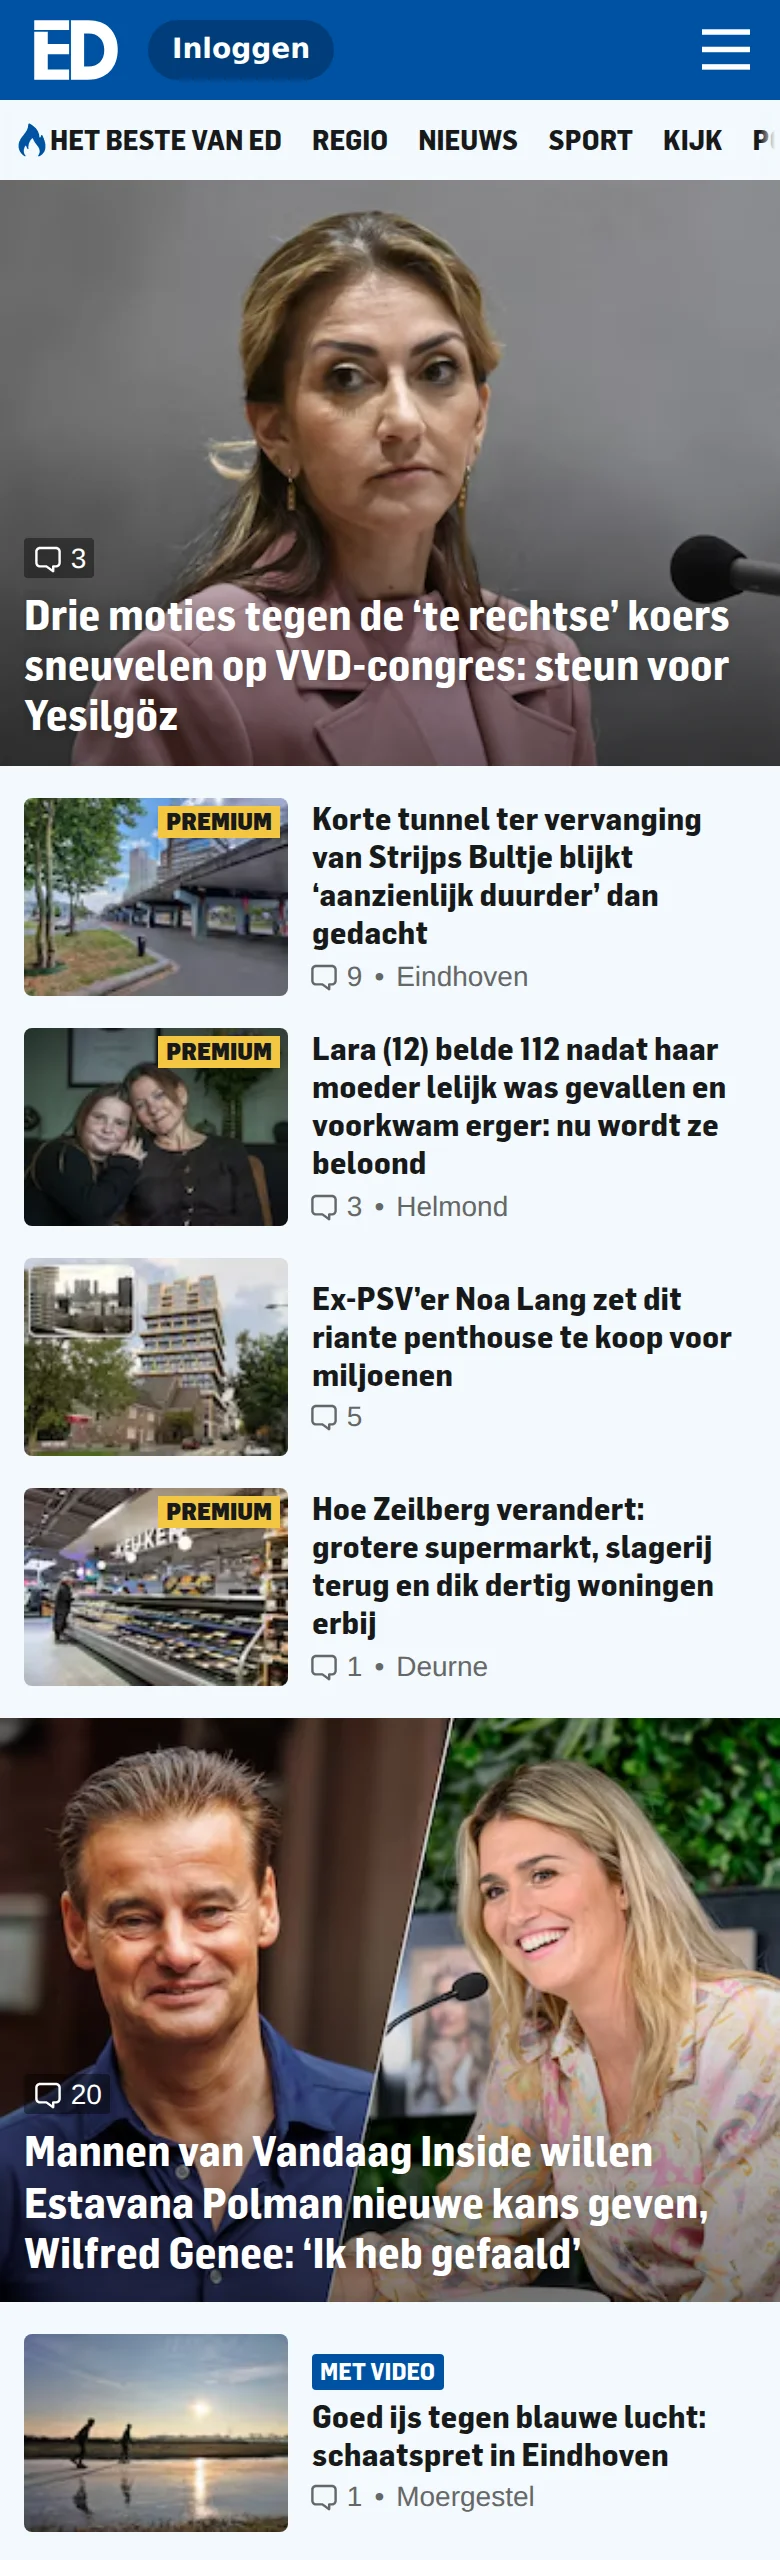 ED
Inloggen
HET BESTE VAN ED
REGIO
NIEUWS
SPORT
KIJK
3
Drie moties tegen de ‘te rechtse’ koers
sneuvelen op VVD-congres: steun voor
Yesilgöz
PREMIUM
Korte tunnel ter vervanging
van Strijps Bultje blijkt
‘aanzienlijk duurder’ dan
gedacht
9 • Eindhoven
PREMIUM
Lara (12) belde 112 nadat haar
moeder lelijk was gevallen en
voorkwam erger: nu wordt ze
beloond
3 • Helmond
Ex-PSV’er Noa Lang zet dit
riante penthouse te koop voor
miljoenen
5
PREMIUM
KEUKEN
Hoe Zeilberg verandert:
grotere supermarkt, slagerij
terug en dik dertig woningen
erbij
1 • Deurne
20
Mannen van Vandaag Inside willen
Estavana Polman nieuwe kans geven,
Wilfred Genee: ‘Ik heb gefaald’
MET VIDEO
Goed ijs tegen blauwe lucht:
schaatspret in Eindhoven
1 • Moergestel